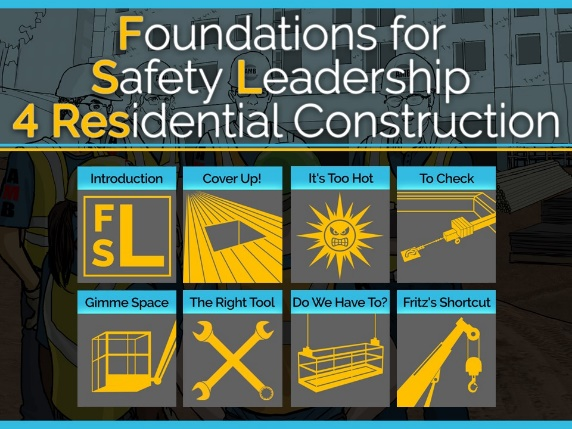 Foundations for
Safety Leadership
4 Residential Construction
Introduction
Cover Up!
It's Too Hot
To Check
FSL
Gimme Space
The Right Tool
Do We Have To?
Fritz's Shortcut